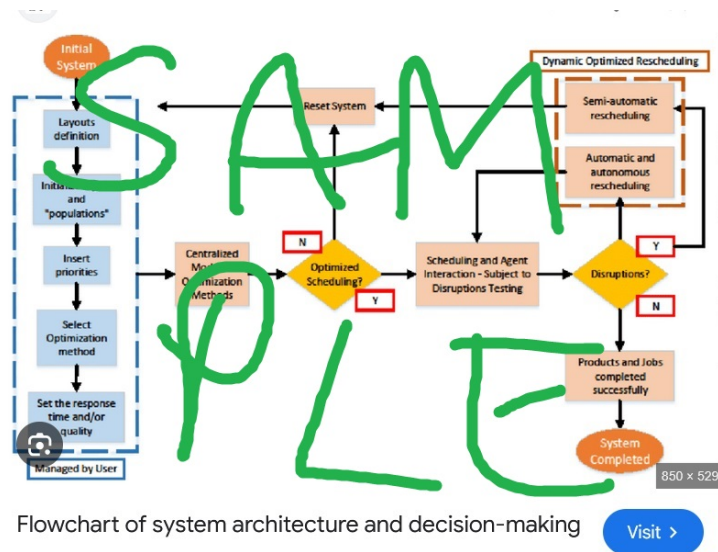 Initial
System
Layouts
definition
and
"populations"
Insert
priorities
Select
Optimization
method
Set the response
time and/or
quality
Managed by User
Centralized
Optimization
Methods
N
Optimized
Scheduling?
Y
Reset System
Scheduling and Agent
Interaction - Subject to
Disruptions Testing
Dynamic Optimized Rescheduling
Semi-automatic
rescheduling
Automatic and
autonomous
rescheduling
Disruptions?
Y
N
Products and Jobs
completed
successfully
System
Completed
SAM
PLE
850 × 529
Flowchart of system architecture and decision-making
Visit >